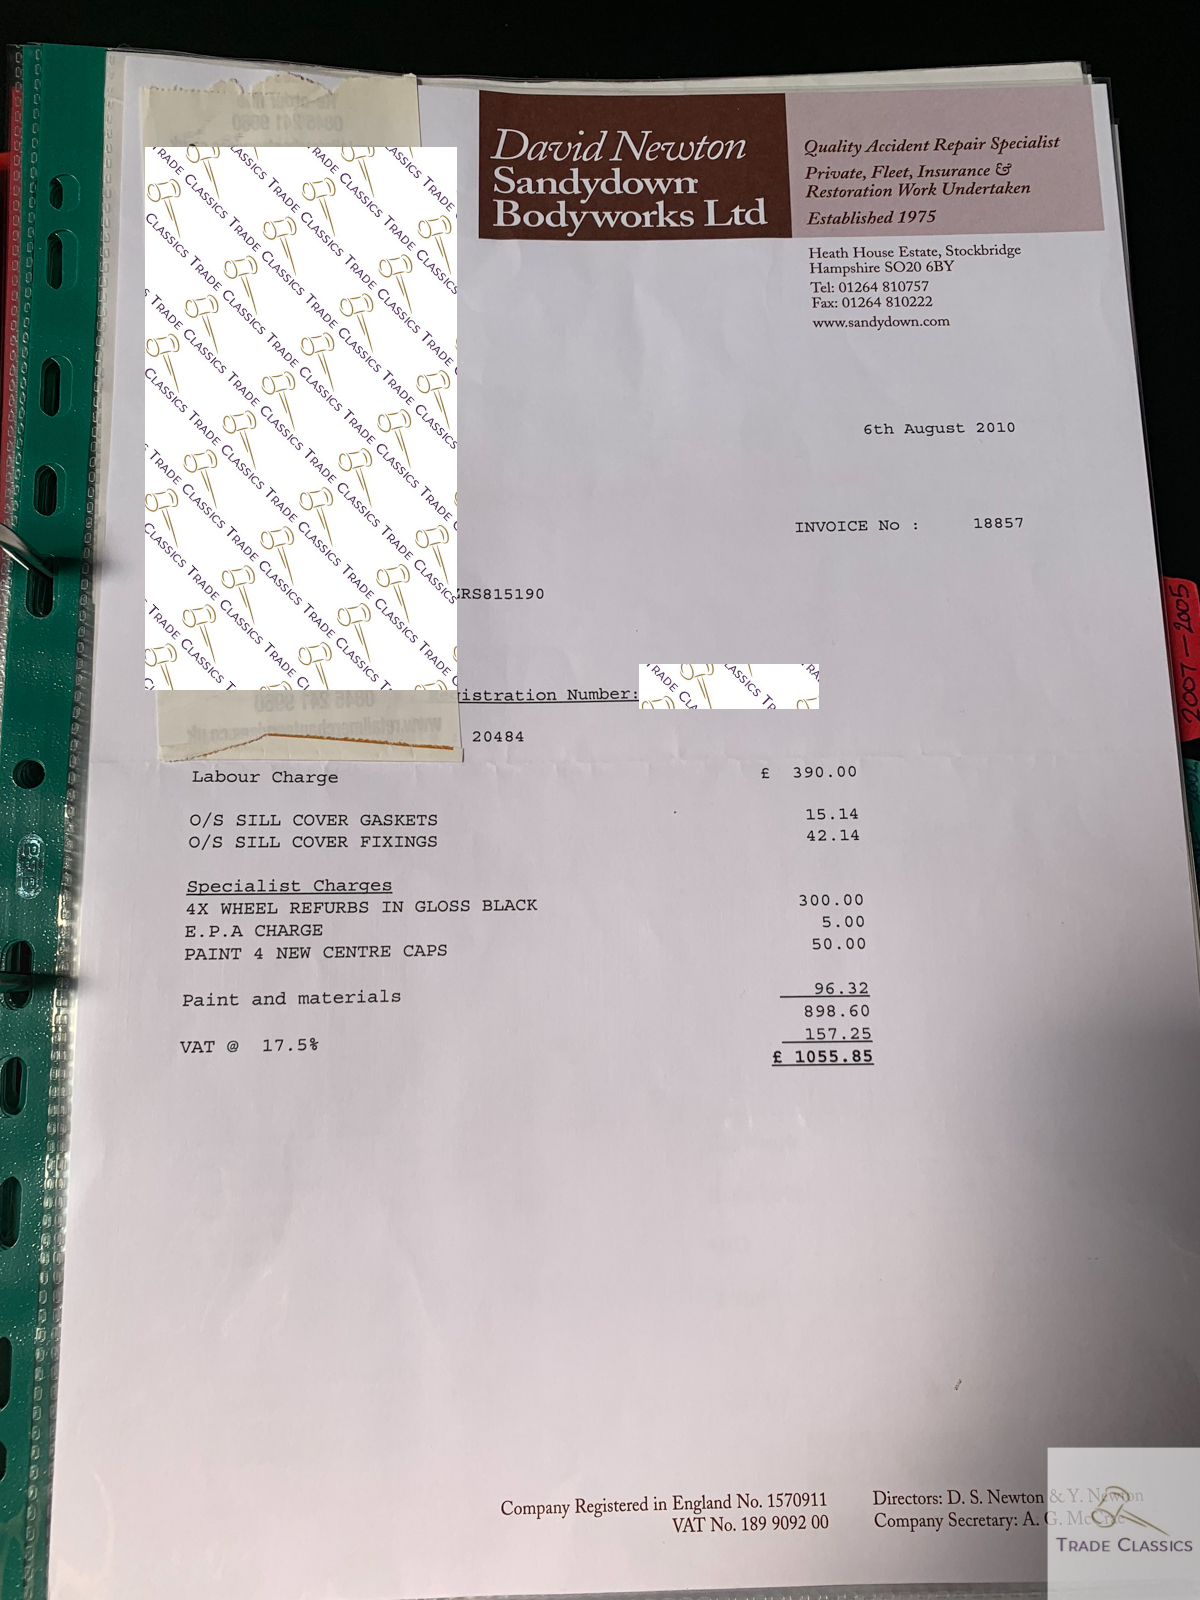 David Newton
Sandydown
Bodyworks Ltd
Quality Accident Repair Specialist
Private, Fleet, Insurance &
Restoration Work Undertaken
Established 1975
Heath House Estate, Stockbridge
Hampshire SO20 6BY
Tel: 01264 810757
Fax: 01264 810222
www.sandydown.com
6th August 2010
INVOICE No : 18857
RS815190
istration Number:
20484
Labour Charge £ 390.00
O/S SILL COVER GASKETS 15.14
O/S SILL COVER FIXINGS 42.14
Specialist Charges
4X WHEEL REFURBS IN GLOSS BLACK 300.00
E.P.A CHARGE 5.00
PAINT 4 NEW CENTRE CAPS 50.00
Paint and materials 96.32
898.60
VAT @ 17.5% 157.25
£ 1055.85
2007-2005
Company Registered in England No. 1570911
VAT No. 189 9092 00
Directors: D. S. Newton & Y. Newton
Company Secretary: A. G. McCrie
TRADE CLASSICS